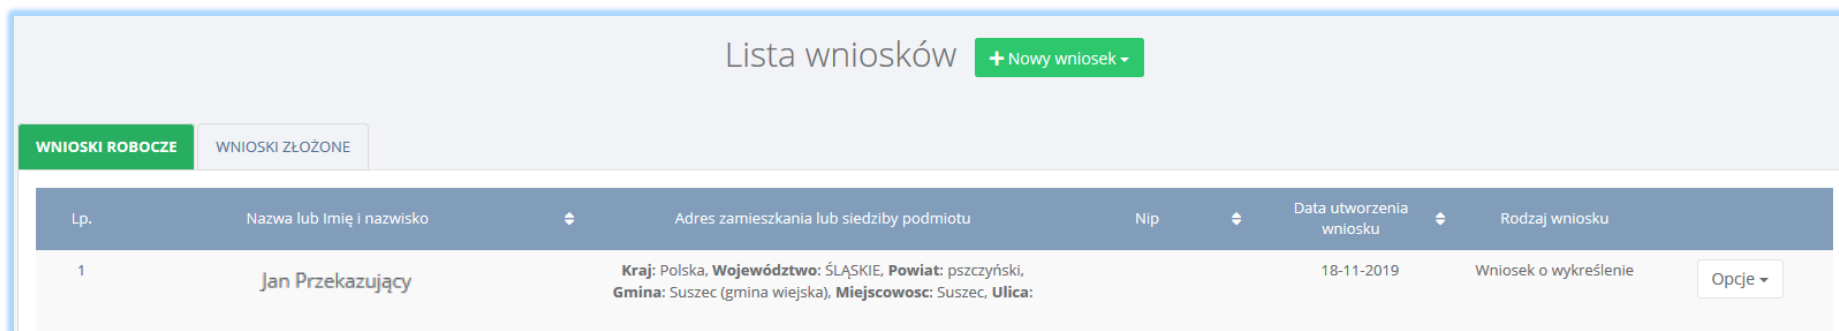 Lista wniosków + Nowy wniosek
WNIOSKI ROBOCZE WNIOSKI ZŁOŻONE
Lp. Nazwa lub Imię i nazwisko Adres zamieszkania lub siedziby podmiotu Nip Data utworzenia wniosku Rodzaj wniosku
1 Jan Przekazujący Kraj: Polska, Województwo: ŚLĄSKIE, Powiat: pszczyński, 18-11-2019 Wniosek o wykreślenie Opcje
Gmina: Suszec (gmina wiejska), Miejscowosc: Suszec, Ulica: